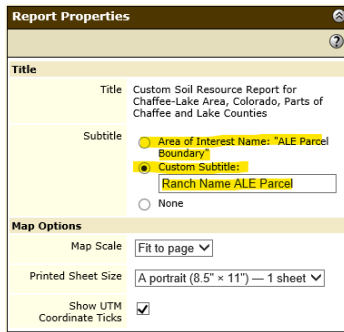 Report Properties
?
Title
Title Custom Soil Resource Report for
Chaffee-Lake Area, Colorado, Parts of
Chaffee and Lake Counties
Subtitle
Area of Interest Name: "ALE Parcel
Boundary"
Custom Subtitle:
Ranch Name ALE Parcel
None
Map Options
Map Scale Fit to page
Printed Sheet Size A portrait (8.5" × 11") — 1 sheet
Show UTM
Coordinate Ticks